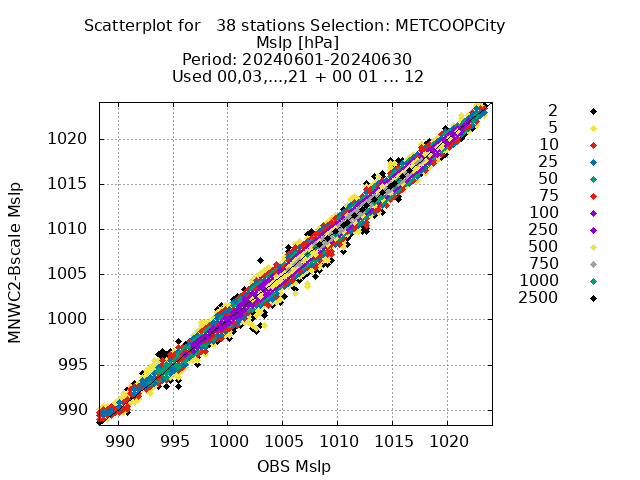 Scatterplot for   38 stations Selection: METCOOPCity
Mslp [hPa]
Period: 20240601-20240630
Used 00,03,...,21 + 00 01 ... 12
MNWC2-Bscale Mslp
1020
1015
1010
1005
1000
995
990
990 995 1000 1005 1010 1015 1020
OBS Mslp
2
5
10
25
50
75
100
250
500
750
1000
2500